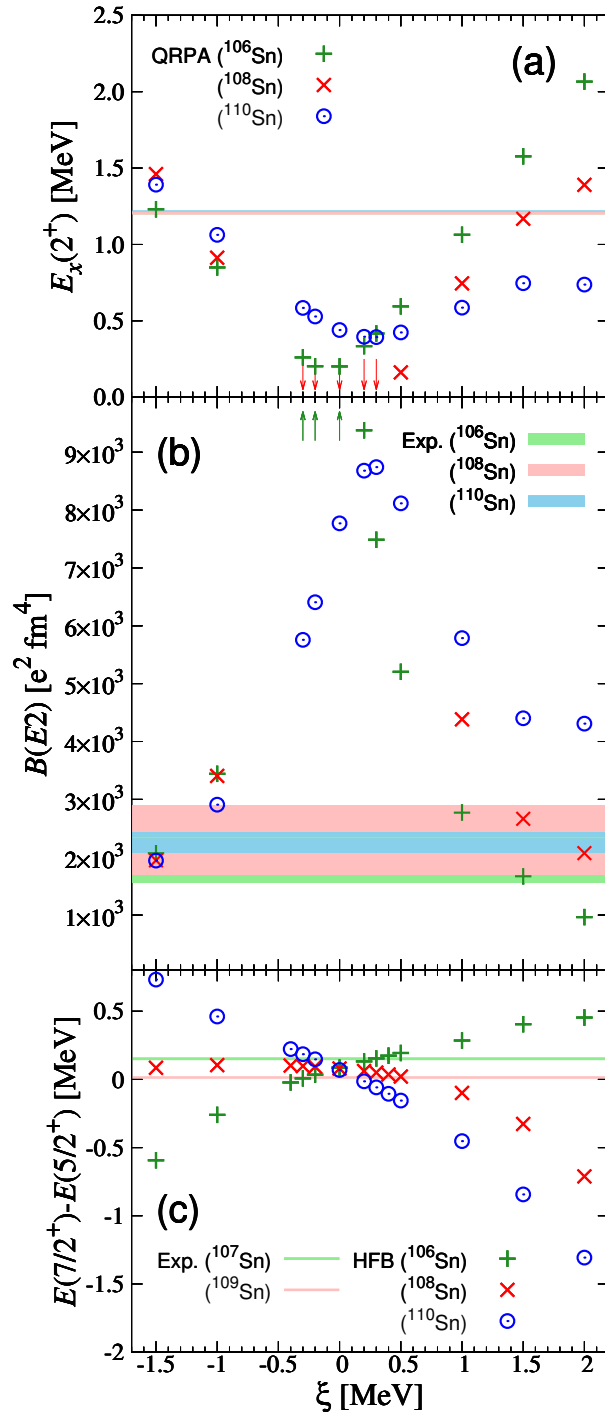 2.5
QRPA (¹⁰⁶Sn)
(a)
(¹⁰⁸Sn)
2.0
(¹¹⁰Sn)
1.5
1.0
0.5
0.0
Eₓ(2⁺) [MeV]
(b)
Exp. (¹⁰⁶Sn)
(¹⁰⁸Sn)
(¹¹⁰Sn)
9×10³
8×10³
7×10³
6×10³
5×10³
4×10³
3×10³
2×10³
1×10³
B(E2) [e² fm⁴]
0.5
0
-0.5
-1
-1.5
-2
E(7/2⁺)-E(5/2⁺) [MeV]
(c)
Exp. (¹⁰⁷Sn)
(¹⁰⁹Sn)
HFB (¹⁰⁶Sn)
(¹⁰⁸Sn)
(¹¹⁰Sn)
-1.5 -1 -0.5 0 0.5 1 1.5 2
ξ [MeV]